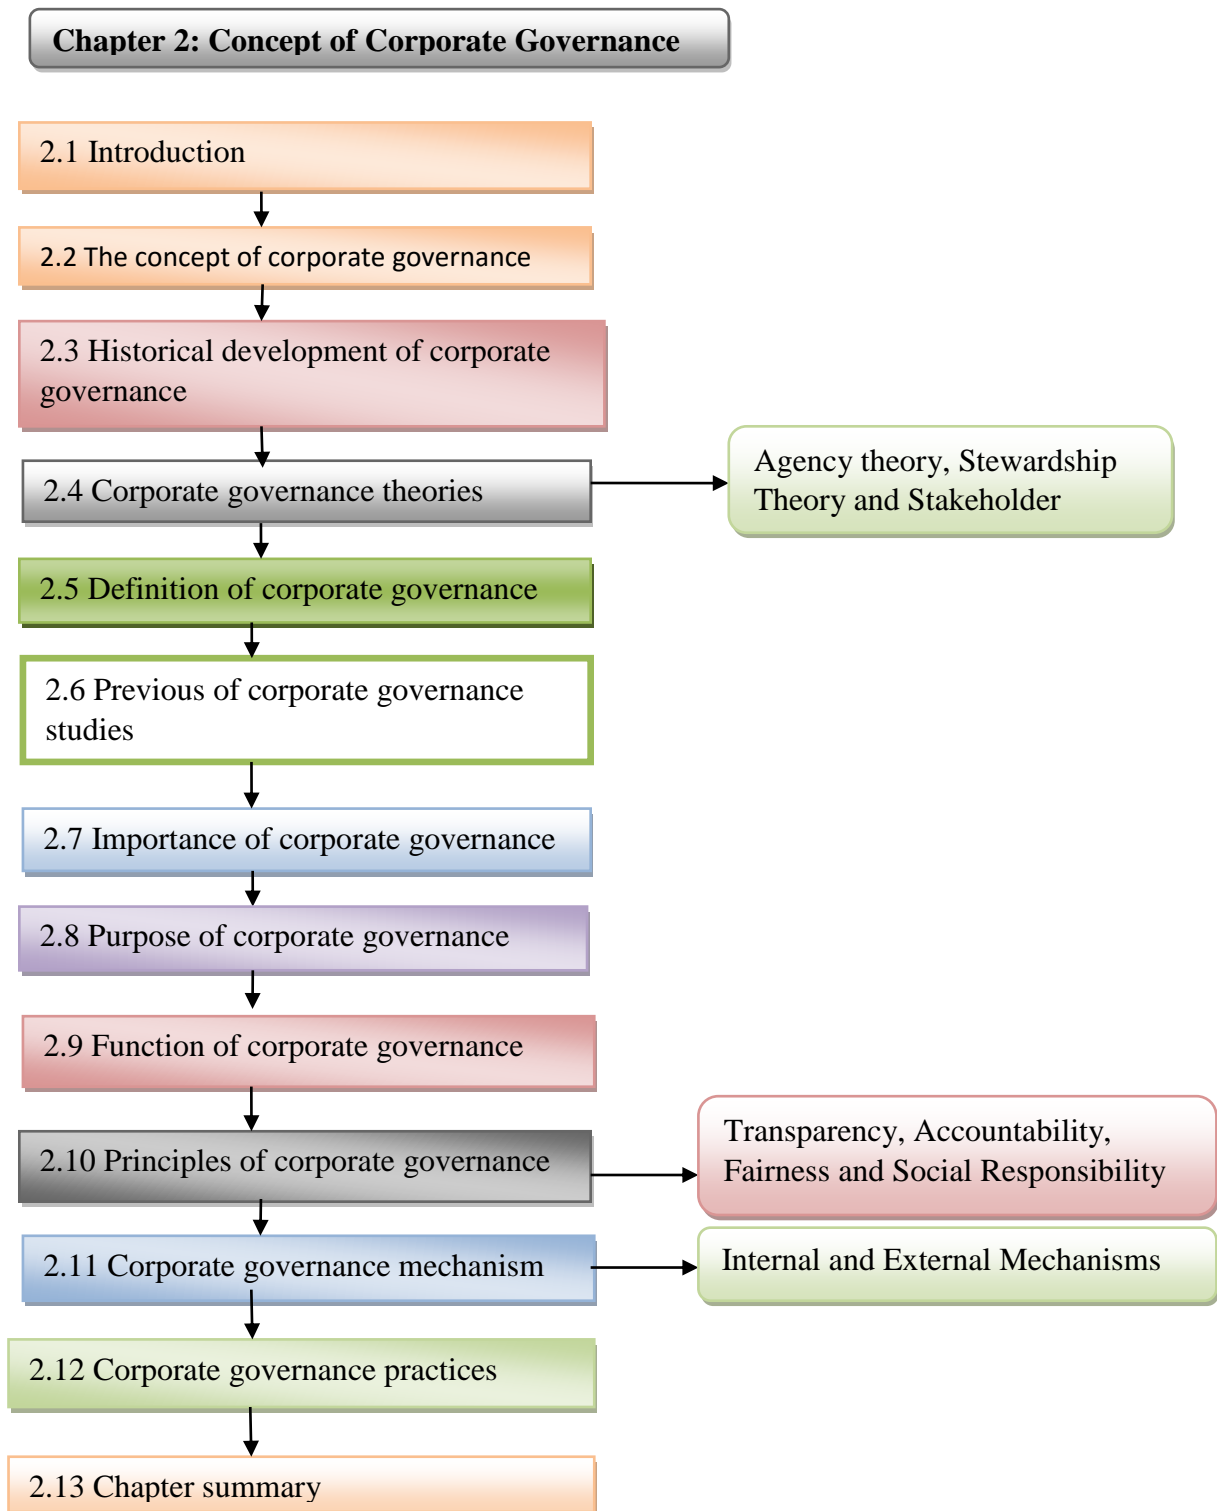 Chapter 2: Concept of Corporate Governance
2.1 Introduction
2.2 The concept of corporate governance
2.3 Historical development of corporate
governance
2.4 Corporate governance theories
Agency theory, Stewardship
Theory and Stakeholder
2.5 Definition of corporate governance
2.6 Previous of corporate governance
studies
2.7 Importance of corporate governance
2.8 Purpose of corporate governance
2.9 Function of corporate governance
2.10 Principles of corporate governance
Transparency, Accountability,
Fairness and Social Responsibility
2.11 Corporate governance mechanism
Internal and External Mechanisms
2.12 Corporate governance practices
2.13 Chapter summary